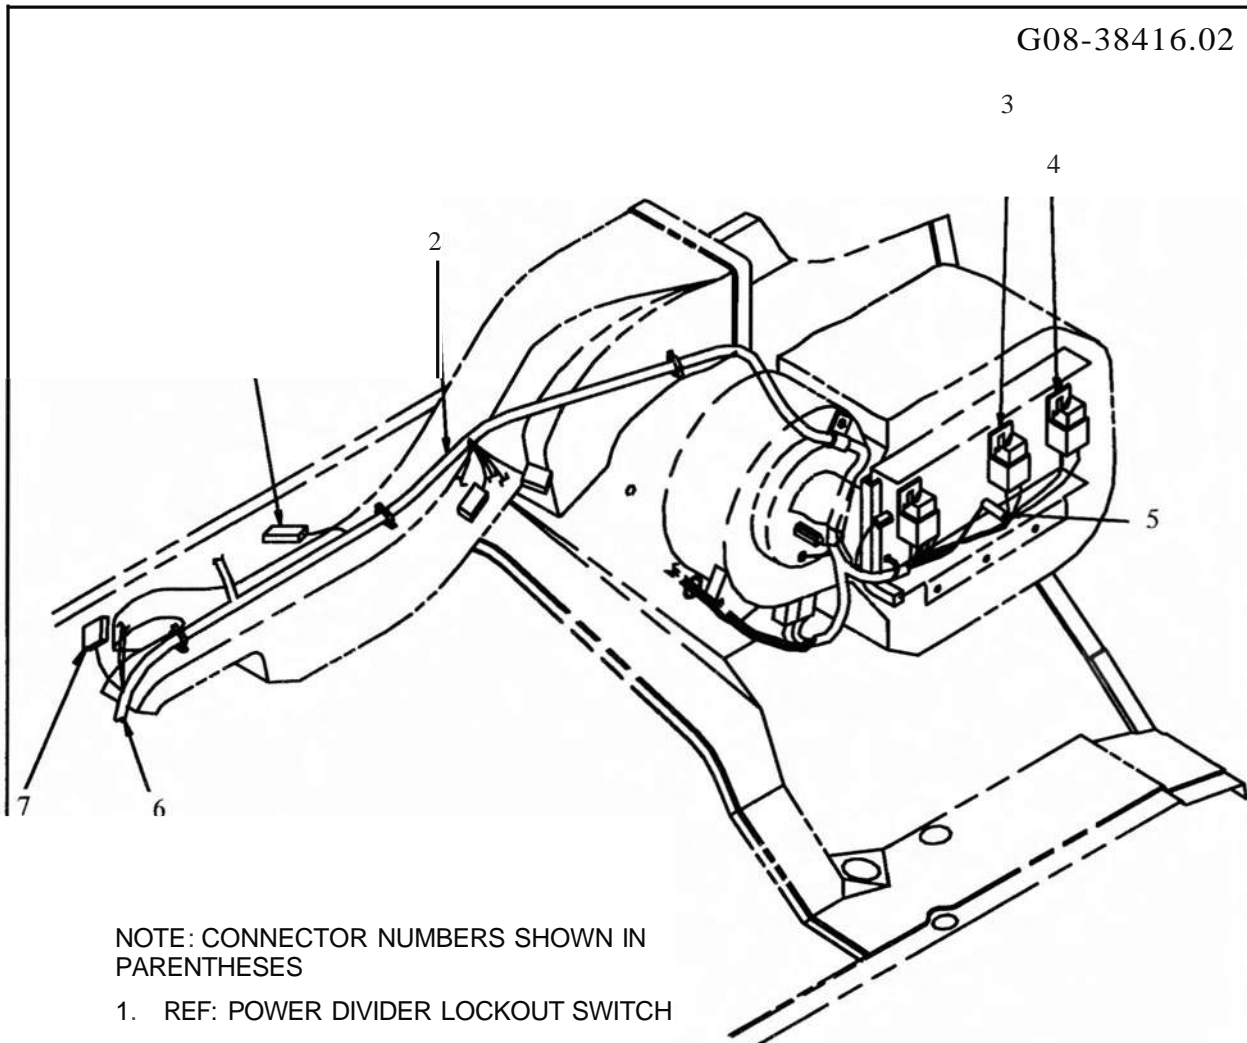 G08-38416.02
3
4
2
5
7
6
NOTE: CONNECTOR NUMBERS SHOWN IN
PARENTHESES
1. REF: POWER DIVIDER LOCKOUT SWITCH